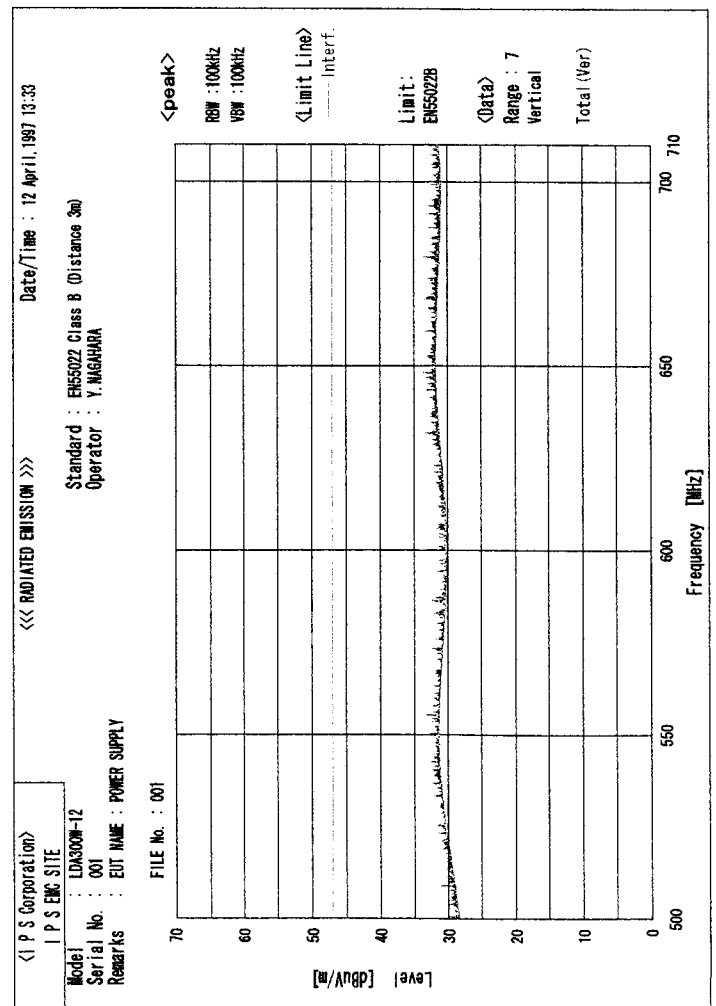 <I P S Corporation>
I P S EMC SITE
<<< RADIATED EMISSION >>>
Date/Time : 12 April, 1997 13:33
Model : LDA300W-12
Serial No. : 001
Remarks : EUT NAME : POWER SUPPLY
Standard : EN55022 Class B (Distance 3m)
Operator : Y.NAGAHARA
FILE No. : 001
<peak>
RBW :100kHz
VBW :100kHz
<Limit Line>
Interf.
Limit:
EN55022B
<Data>
Range : 7
Vertical
Total(Ver)
Level [dBuV/m]
70
60
50
40
30
20
10
0
500
550
600
650
700
710
Frequency [MHz]